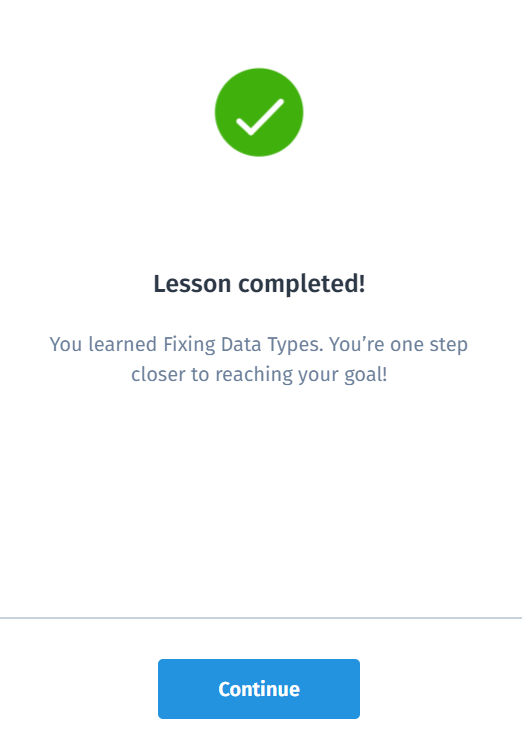 Lesson completed!
You learned Fixing Data Types. You’re one step
closer to reaching your goal!
Continue